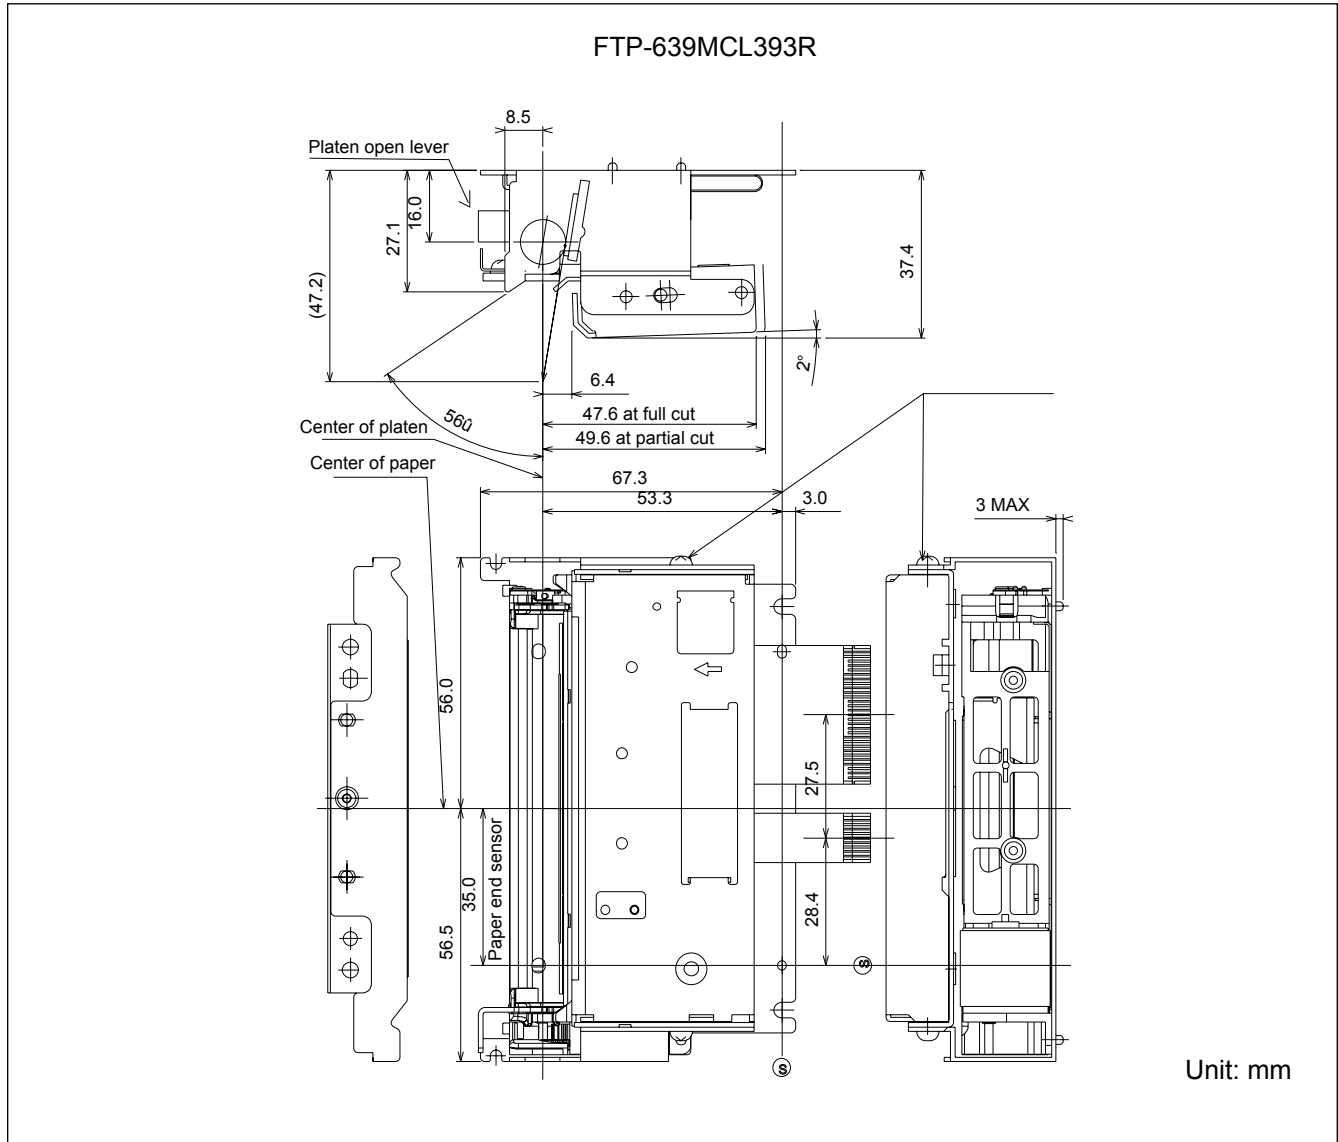 FTP-639MCL393R
8.5
Platen open lever
16.0
27.1
(47.2)
37.4
2°
6.4
56û
47.6 at full cut
49.6 at partial cut
Center of platen
Center of paper
67.3
53.3
3.0
3 MAX
56.0
27.5
35.0
Paper end sensor
56.5
28.4
S
S
Unit: mm